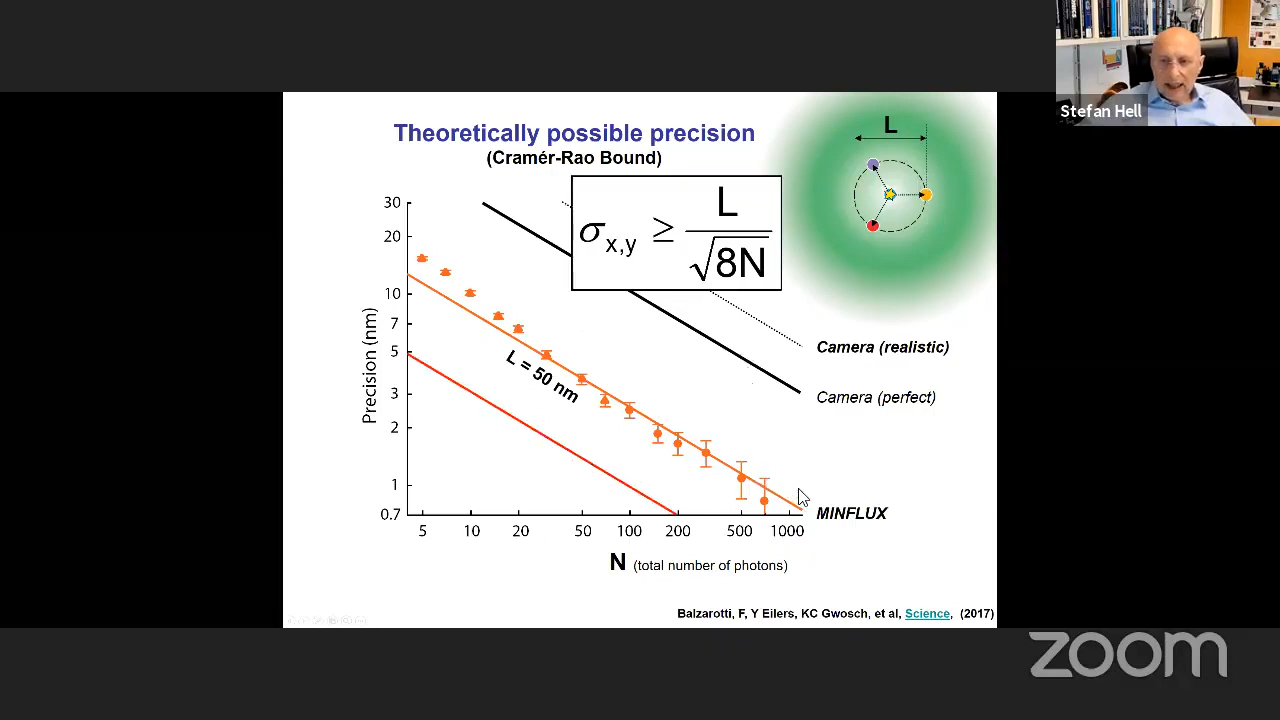 Stefan Hell
Theoretically possible precision
(Cramér-Rao Bound)
L
σx,y ≥ L / √8N
30
20
10
7
5
3
2
1
0.7
Precision (nm)
L = 50 nm
Camera (realistic)
Camera (perfect)
MINFLUX
5 10 20 50 100 200 500 1000
N (total number of photons)
Balzarotti, F, Y Eilers, KC Gwosch, et al, Science, (2017)
zoom